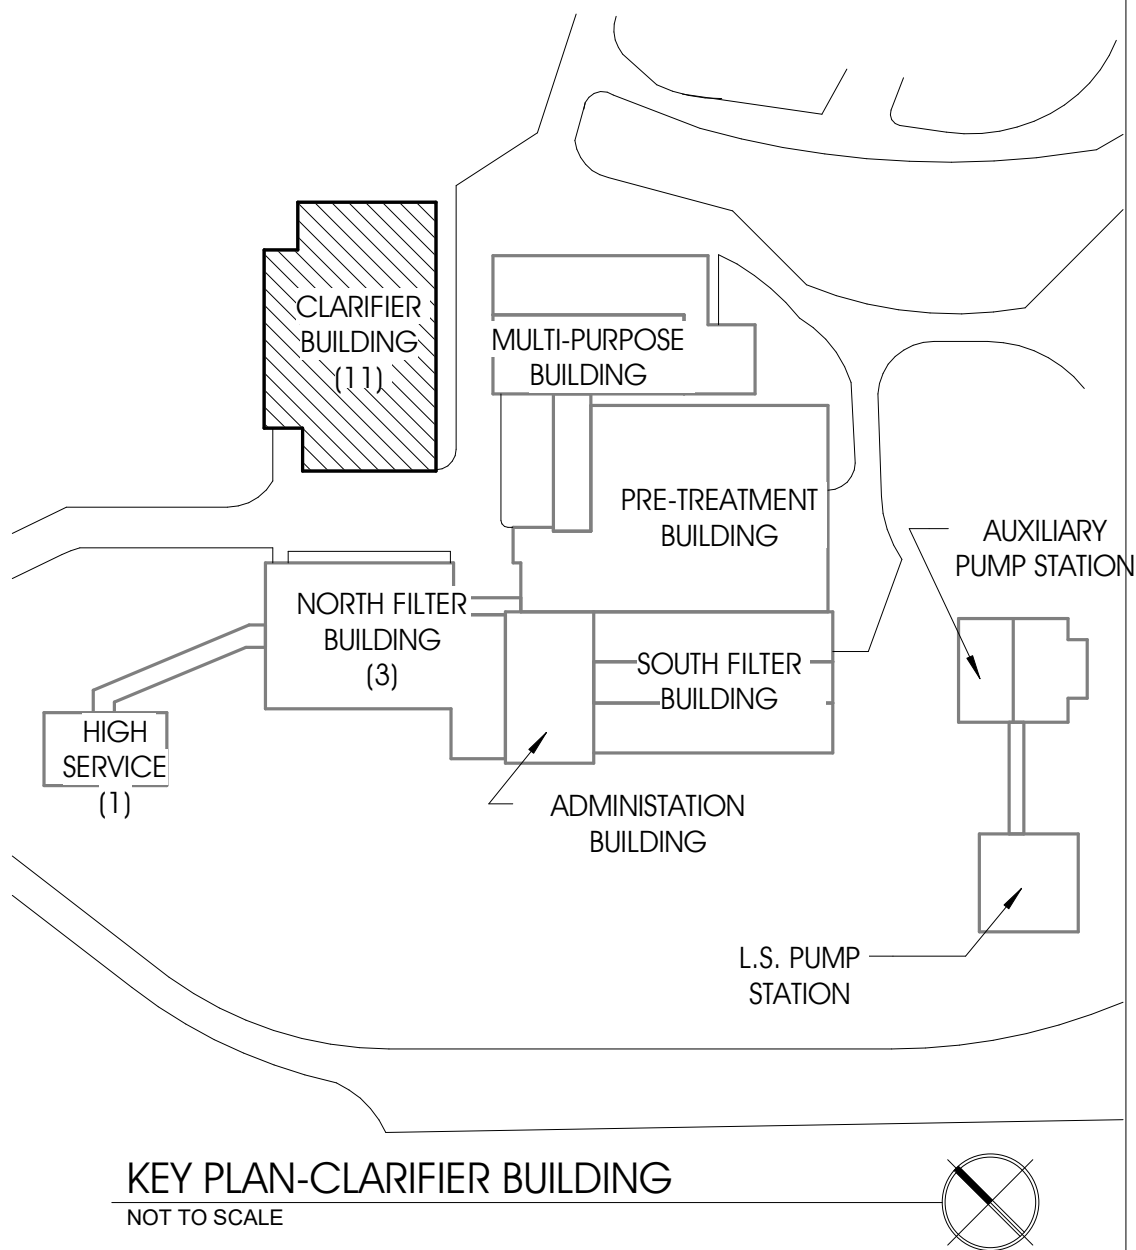 CLARIFIER
BUILDING
(11)
MULTI-PURPOSE
BUILDING
PRE-TREATMENT
BUILDING
AUXILIARY
PUMP STATION
NORTH FILTER
BUILDING
(3)
SOUTH FILTER
BUILDING
HIGH
SERVICE
(1)
ADMINISTATION
BUILDING
L.S. PUMP
STATION
KEY PLAN-CLARIFIER BUILDING
NOT TO SCALE